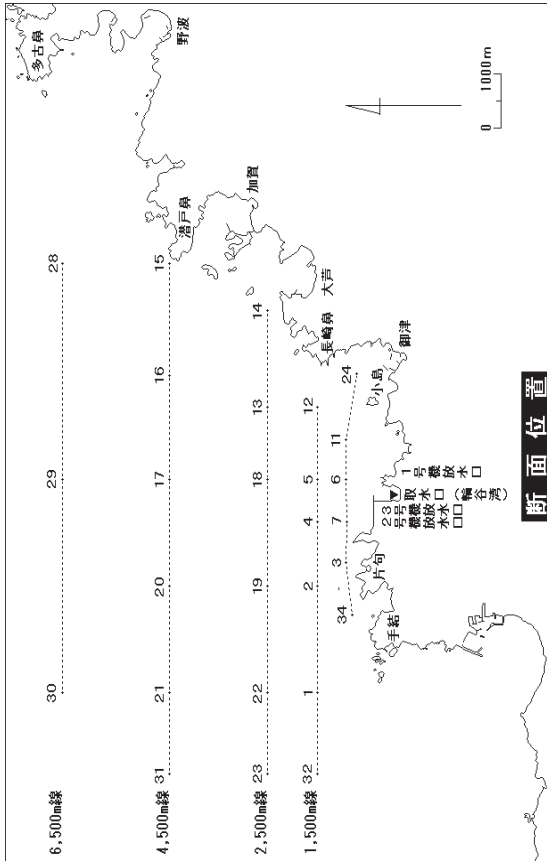 6,500m線 30 29 28
4,500m線 31 21 20 17 16 15
2,500m線 23 22 19 18 13 14
1,500m線 32 1 2 4 5 12
34 3 7 6 11 24
多古鼻
野波
潜戸鼻
加賀
大芦
長崎鼻
御津
小島
片句
手結
1号機放水口
取水口(輪谷湾)
2号機放水口
3号機放水口
0 1000m
断面位置